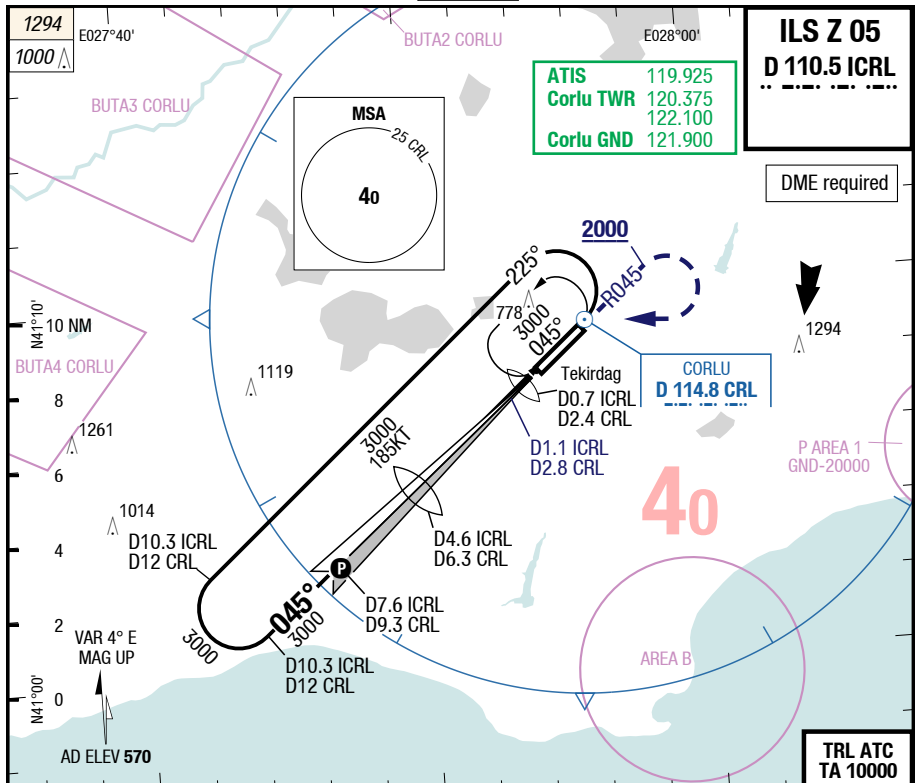 1294
1000
E027°40'
BUTA2 CORLU
E028°00'
ILS Z 05
D 110.5 ICRL
BUTA3 CORLU
ATIS 119.925
Corlu TWR 120.375
122.100
Corlu GND 121.900
MSA
25 CRL
40
DME required
2000
225°
R045
778
3000
045°
N41°10'
10 NM
1294
BUTA4 CORLU
1119
Tekirdag
D0.7 ICRL
D2.4 CRL
CORLU
D 114.8 CRL
8
3000
185KT
D1.1 ICRL
D2.8 CRL
1261
P AREA 1
GND-20000
6
40
1014
D10.3 ICRL
D12 CRL
D4.6 ICRL
D6.3 CRL
4
P
D7.6 ICRL
D9.3 CRL
045°
3000
2
VAR 4° E
MAG UP
3000
D10.3 ICRL
D12 CRL
AREA B
N41°00'
0
AD ELEV 570
TRL ATC
TA 10000